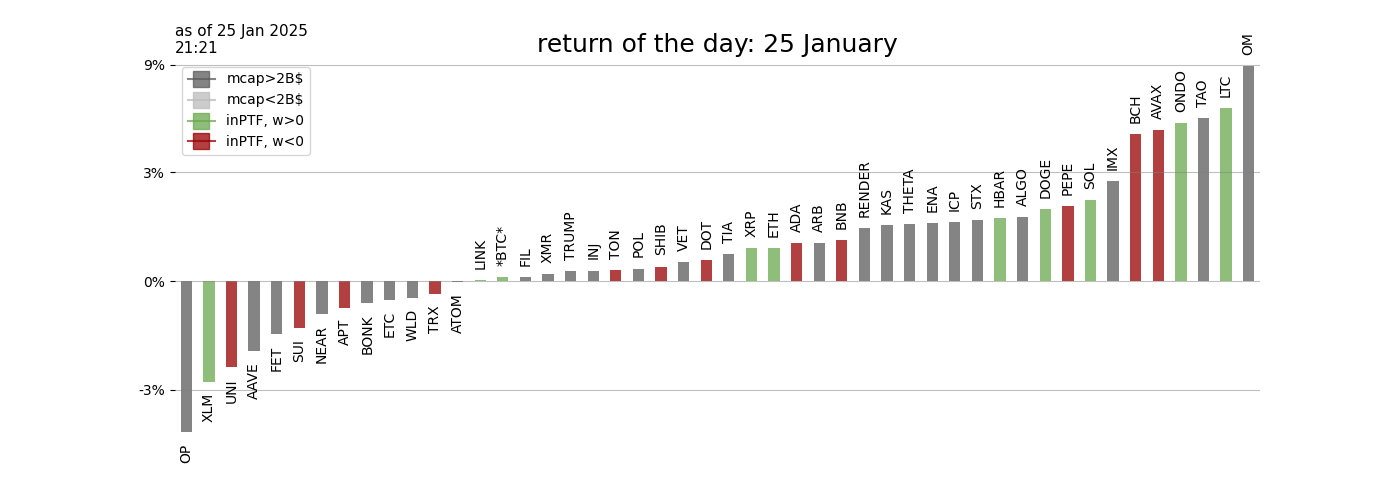 as of 25 Jan 2025
21:21
return of the day: 25 January
mcap>2B$
mcap<2B$
inPTF, w>0
inPTF, w<0
9%
3%
0%
-3%
OP
XLM
UNI
AAVE
FET
SUI
NEAR
APT
BONK
ETC
WLD
TRX
ATOM
LINK
*BTC*
FIL
XMR
TRUMP
INJ
TON
POL
SHIB
VET
DOT
TIA
XRP
ETH
ADA
ARB
BNB
RENDER
KAS
THETA
ENA
ICP
STX
HBAR
ALGO
DOGE
PEPE
SOL
IMX
BCH
AVAX
ONDO
TAO
LTC
OM